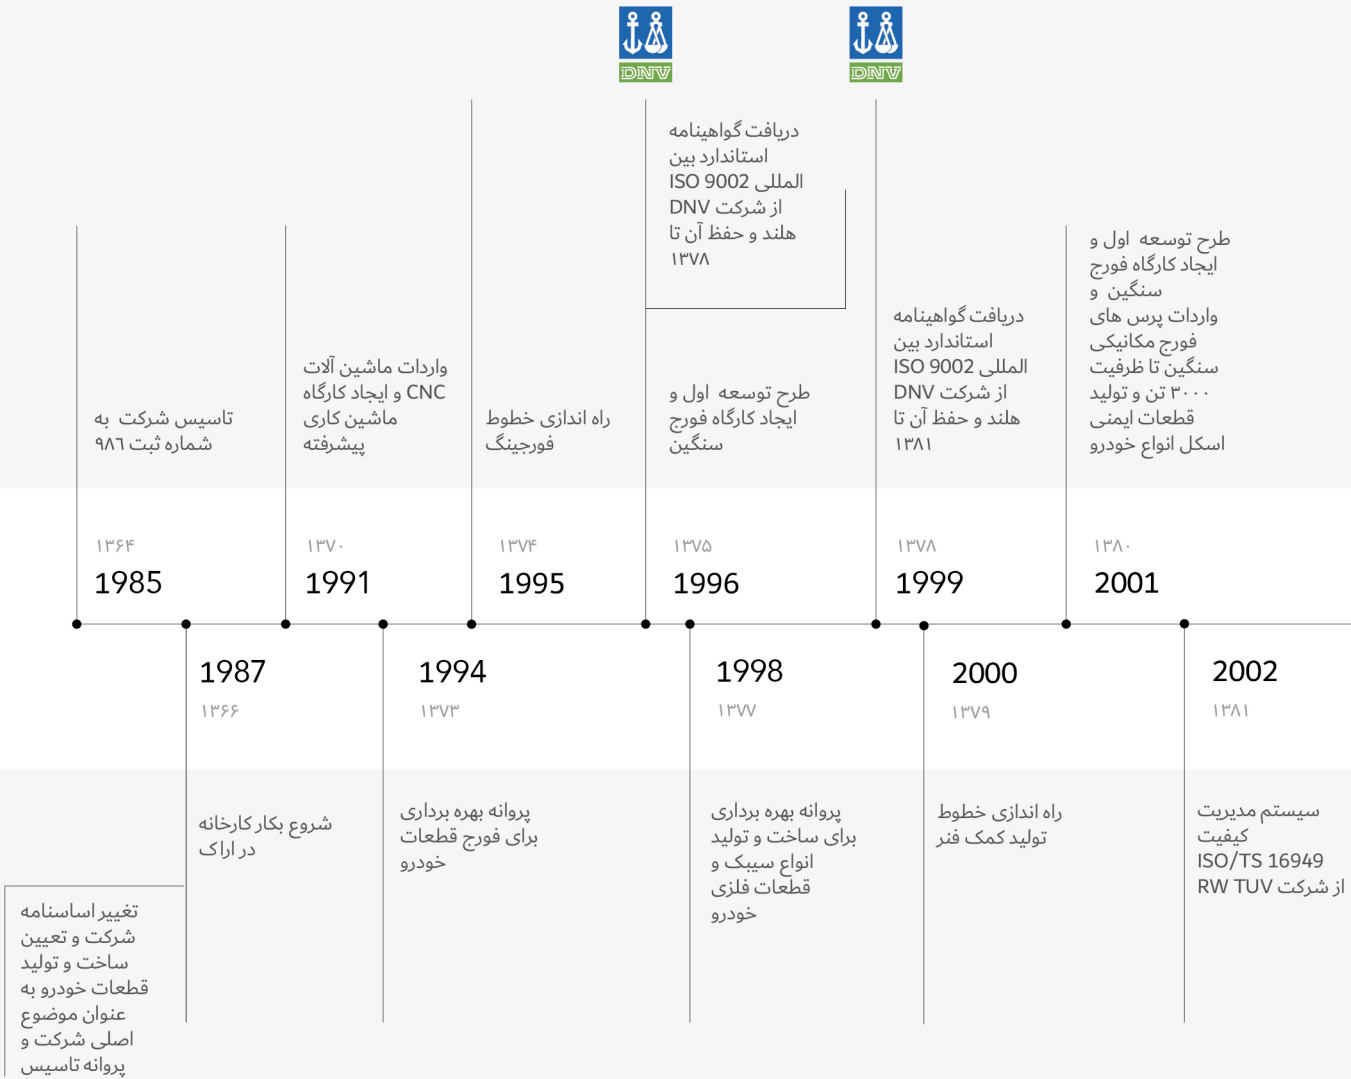 DNV
DNV
تاسیس شرکت به
شماره ثبت ۹۸٦
۱۳۶۴
1985
واردات ماشین آلات
CNC و ایجاد کارگاه
ماشین کاری
پیشرفته
۱۳۷۰
1991
راه اندازی خطوط
فورجینگ
۱۳۷۴
1995
دریافت گواهینامه
استاندارد بین
المللی ISO 9002
از شرکت DNV
هلند و حفظ آن تا
۱۳۷۸
طرح توسعه اول و
ایجاد کارگاه فورج
سنگین
۱۳۷۵
1996
دریافت گواهینامه
استاندارد بین
المللی ISO 9002
از شرکت DNV
هلند و حفظ آن تا
۱۳۸۱
۱۳۷۸
1999
طرح توسعه اول و
ایجاد کارگاه فورج
سنگین و
واردات پرس های
فورج مکانیکی
سنگین تا ظرفیت
۳۰۰۰ تن و تولید
قطعات ایمنی
اسکل انواع خودرو
۱۳۸۰
2001
1987
۱۳۶۶
شروع بکار کارخانه
در اراک
تغییر اساسنامه
شرکت و تعیین
ساخت و تولید
قطعات خودرو به
عنوان موضوع
اصلی شرکت و
پروانه تاسیس
1994
۱۳۷۳
پروانه بهره برداری
برای فورج قطعات
خودرو
1998
۱۳۷۷
پروانه بهره برداری
برای ساخت و تولید
انواع سیبک و
قطعات فلزی
خودرو
2000
۱۳۷۹
راه اندازی خطوط
تولید کمک فنر
2002
۱۳۸۱
سیستم مدیریت
کیفیت
ISO/TS 16949
از شرکت RW TUV